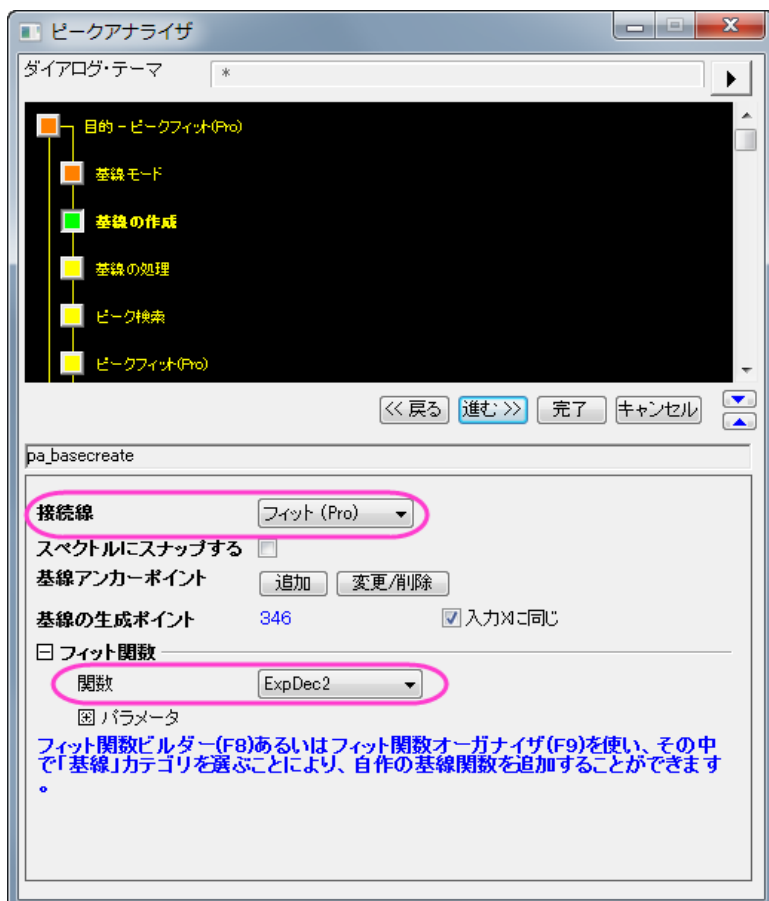 ピークアナライザ
ダイアログ・テーマ *
目的 - ピークフィット(Pro)
基線モード
基線の作成
基線の処理
ピーク検索
ピークフィット(Pro)
<< 戻る 進む >> 完了 キャンセル
pa_basecreate
接続線 フィット (Pro)
スペクトルにスナップする
基線アンカーポイント 追加 変更/削除
基線の生成ポイント 346 入力Xに同じ
フィット関数
関数 ExpDec2
パラメータ
フィット関数ビルダー(F8)あるいはフィット関数オーガナイザ(F9)を使い、その中
で「基線」カテゴリを選ぶことにより、自作の基線関数を追加することができます
。